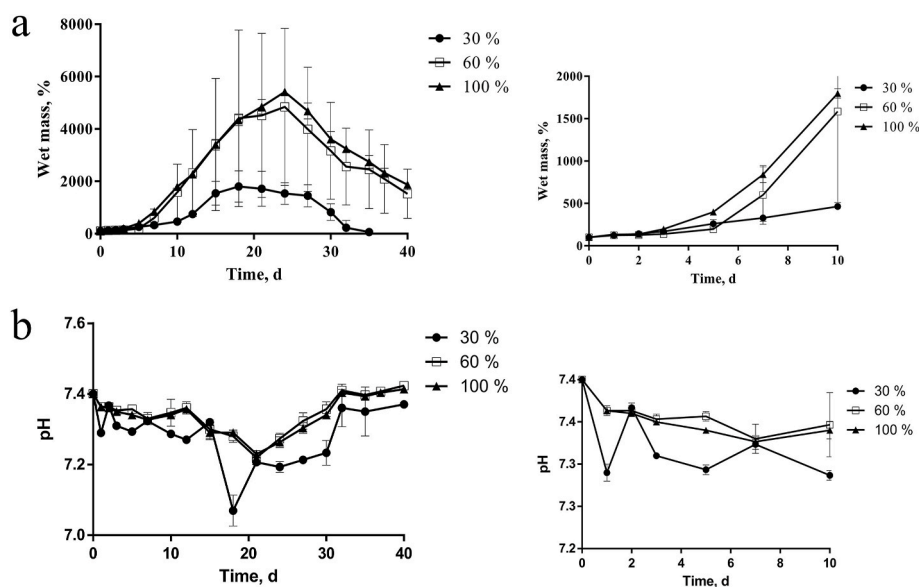 a
8000
6000
4000
2000
0
Wet mass, %
0 10 20 30 40
Time, d
30 %
60 %
100 %
2000
1500
1000
500
0
Wet mass, %
0 2 4 6 8 10
Time, d
30 %
60 %
100 %
b
7.6
7.4
7.2
7.0
pH
0 10 20 30 40
Time, d
30 %
60 %
100 %
7.4
7.4
7.3
7.3
7.2
pH
0 2 4 6 8 10
Time, d
30 %
60 %
100 %